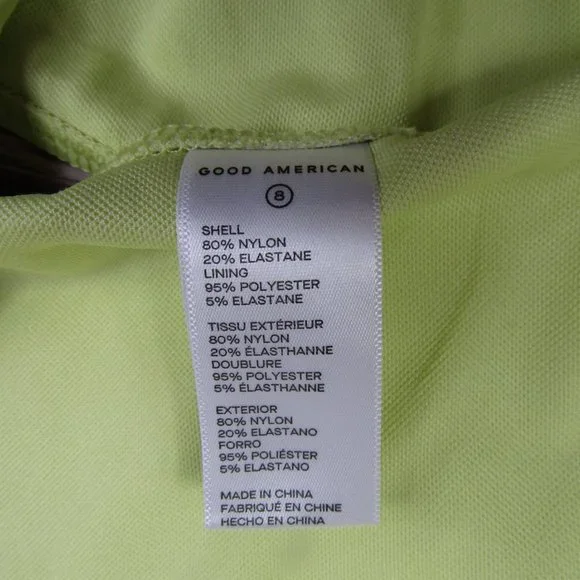 GOOD AMERICAN
8
SHELL
80% NYLON
20% ELASTANE
LINING
95% POLYESTER
5% ELASTANE
TISSU EXTÉRIEUR
80% NYLON
20% ÉLASTHANNE
DOUBLURE
95% POLYESTER
5% ÉLASTHANNE
EXTERIOR
80% NYLON
20% ELASTANO
FORRO
95% POLIÉSTER
5% ELASTANO
MADE IN CHINA
FABRIQUÉ EN CHINE
HECHO EN CHINA